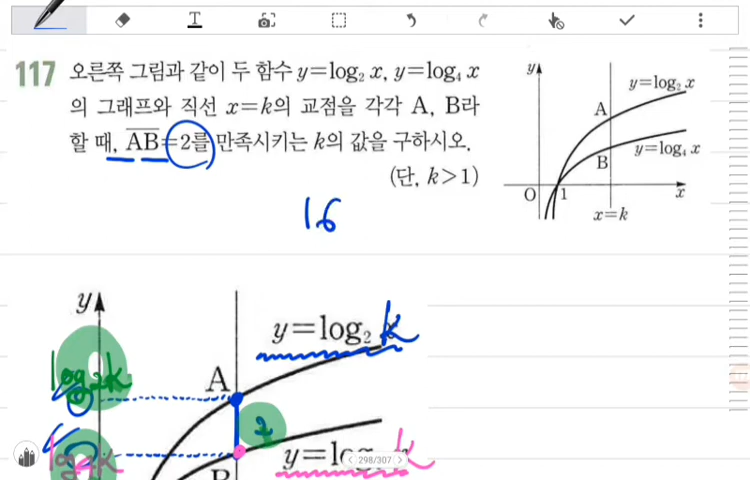 117 오른쪽 그림과 같이 두 함수 y=log₂ x, y=log₄ x
의 그래프와 직선 x=k의 교점을 각각 A, B라
할 때, AB=2를 만족시키는 k의 값을 구하시오.
(단, k>1)
y
y=log₂ x
A
B
y=log₄ x
O
1
x
x=k
16
y
y=log₂ k
log₂k
A
2
y=lo
k
B
298/307